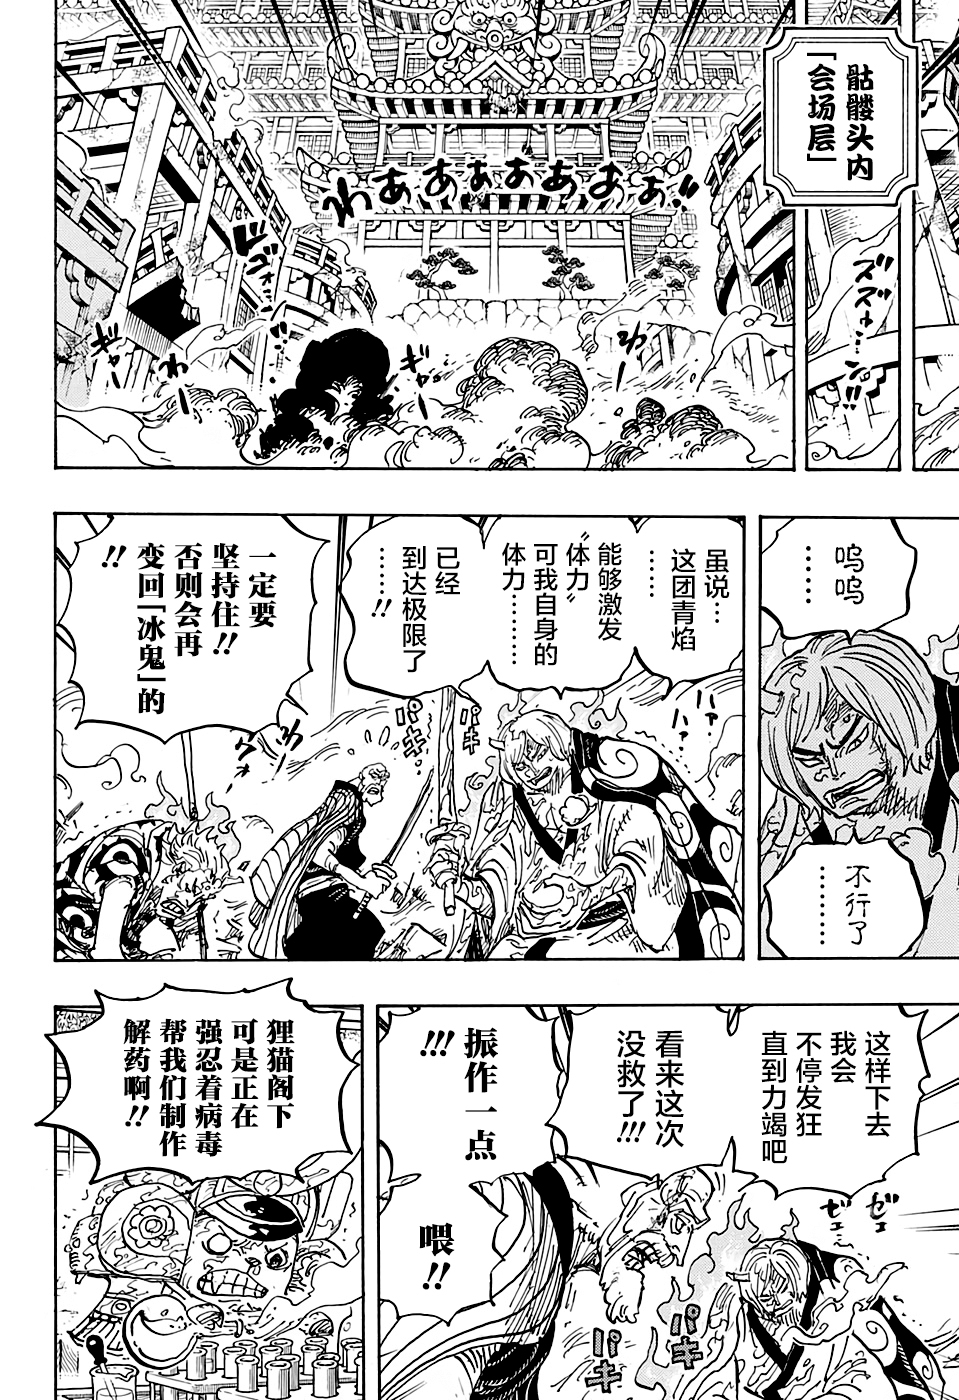 骷髅头内
「会场层」
ズズッ…!!
わあああああああ!!
ドドォン…
ギャー
わー
ギャー
わー
呜呜
……
不行了
……
虽说…
这团青焰
……
能够激发
“体力”
可我自身的
体力……
已经
到达极限了
……!!
一定要
坚持住!!
否则会再
变回「冰鬼」的
!!
ハァ
ハァ
パキ
パキ
这样下去
我会
不停发狂
直到力竭吧
看来这次
没救了!!!
振作一点
!!!
喂!!
ゼェ
ゼェ
パキ
パキ
狸猫阁下
可是正在
强忍着病毒
帮我们制作
解药啊!!